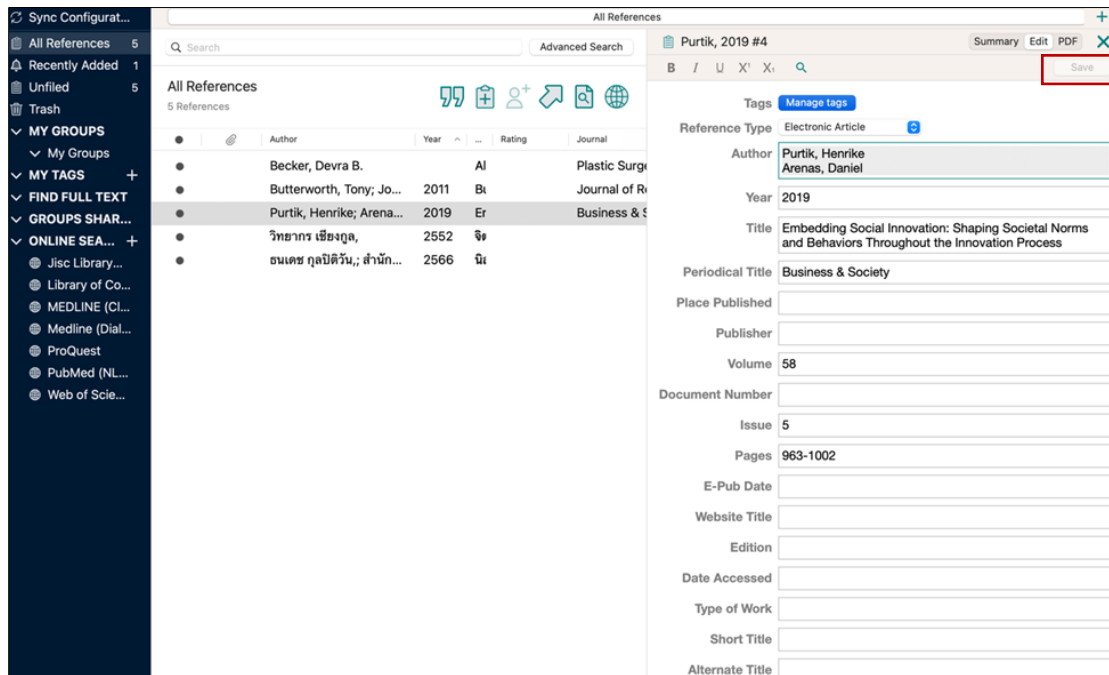 Sync Configurat...
All References 5
Recently Added 1
Unfiled 5
Trash
MY GROUPS
My Groups
MY TAGS +
FIND FULL TEXT
GROUPS SHAR...
ONLINE SEA... +
Jisc Library...
Library of Co...
MEDLINE (Cl...
Medline (Dial...
ProQuest
PubMed (NL...
Web of Scie...
All References
+
Search
Advanced Search
All References
5 References
Author Year ... Rating Journal
Becker, Devra B. Al Plastic Surge
Butterworth, Tony; Jo... 2011 Bu Journal of Re
Purtik, Henrike; Arena... 2019 Er Business & S
วิทยากร เชียงกูล, 2552 จิต
ธนเดช กุลปิติวัน,; สำนัก... 2566 นิเ
Purtik, 2019 #4
Summary Edit PDF X
B I U X¹ X₁
Save
Tags Manage tags
Reference Type Electronic Article
Author Purtik, Henrike
Arenas, Daniel
Year 2019
Title Embedding Social Innovation: Shaping Societal Norms
and Behaviors Throughout the Innovation Process
Periodical Title Business & Society
Place Published
Publisher
Volume 58
Document Number
Issue 5
Pages 963-1002
E-Pub Date
Website Title
Edition
Date Accessed
Type of Work
Short Title
Alternate Title